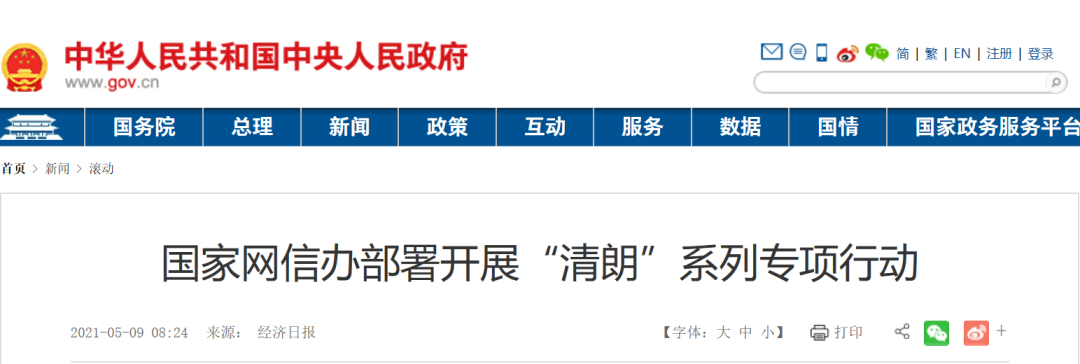 中华人民共和国中央人民政府
www.gov.cn
简 | 繁 | EN | 注册 | 登录
国务院 总理 新闻 政策 互动 服务 数据 国情 国家政务服务平台
首页 > 新闻 > 滚动
国家网信办部署开展“清朗”系列专项行动
2021-05-09 08:24 来源： 经济日报 【字体：大 中 小】 打印 +